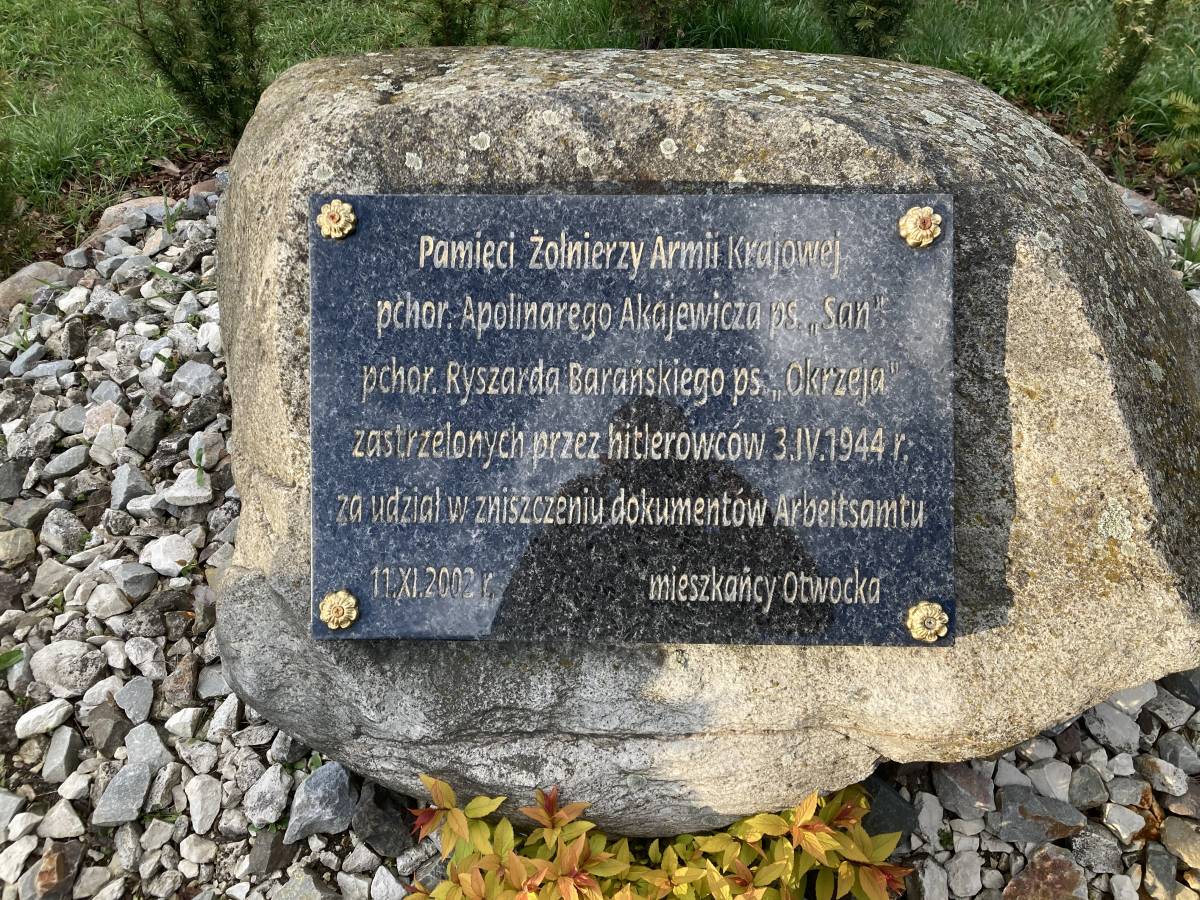 Pamięci Żołnierzy Armii Krajowej
pchor. Apolinarego Akajewicza ps. „San"
pchor. Ryszarda Barańskiego ps. „Okrzeja"
zastrzelonych przez hitlerowców 3.IV.1944 r.
za udział w zniszczeniu dokumentów Arbeitsamtu
11.XI.2002 r. mieszkańcy Otwocka